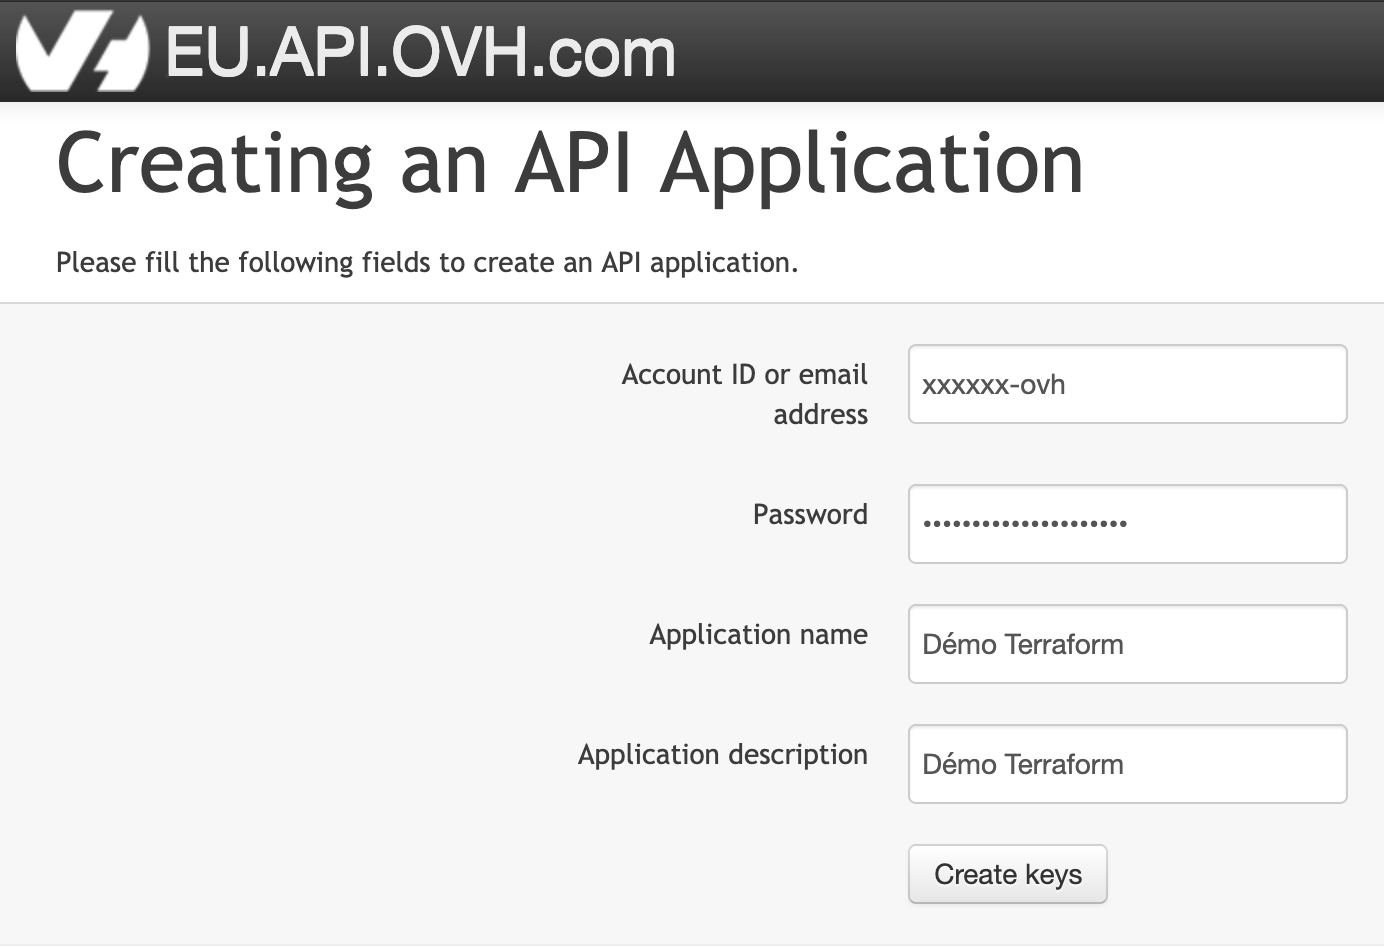 EU.API.OVH.com
Creating an API Application
Please fill the following fields to create an API application.
Account ID or email
address
xxxxxx-ovh
Password
•••••••••••••••••••••
Application name
Démo Terraform
Application description
Démo Terraform
Create keys